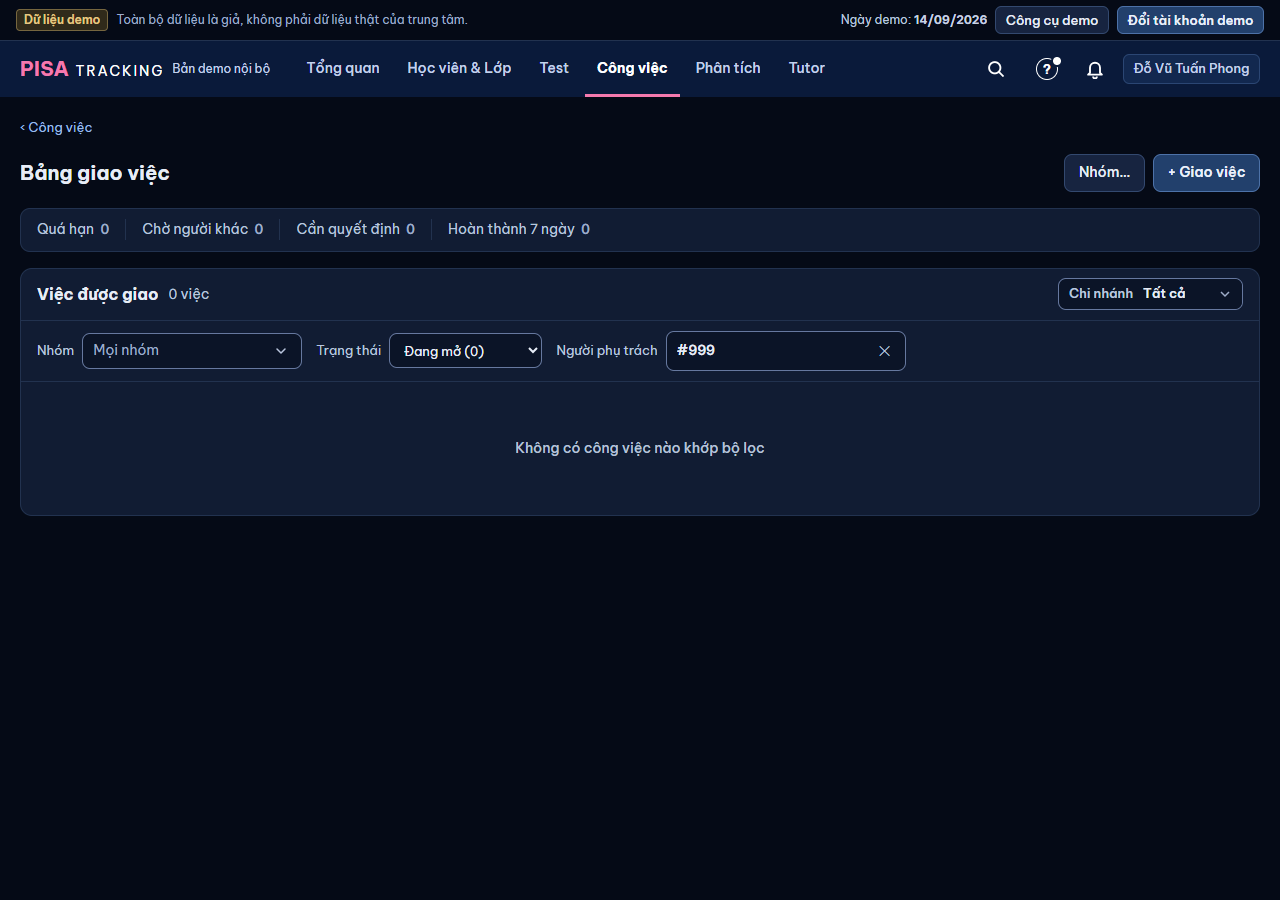 Dữ liệu demo Toàn bộ dữ liệu là giả, không phải dữ liệu thật của trung tâm. Ngày demo: 14/09/2026 Công cụ demo Đổi tài khoản demo
PISA TRACKING Bản demo nội bộ Tổng quan Học viên & Lớp Test Công việc Phân tích Tutor ? Đỗ Vũ Tuấn Phong
‹ Công việc
Bảng giao việc Nhóm... + Giao việc
Quá hạn 0 Chờ người khác 0 Cần quyết định 0 Hoàn thành 7 ngày 0
Việc được giao 0 việc Chi nhánh Tất cả
Nhóm Mọi nhóm Trạng thái Đang mở (0) Người phụ trách #999
Không có công việc nào khớp bộ lọc